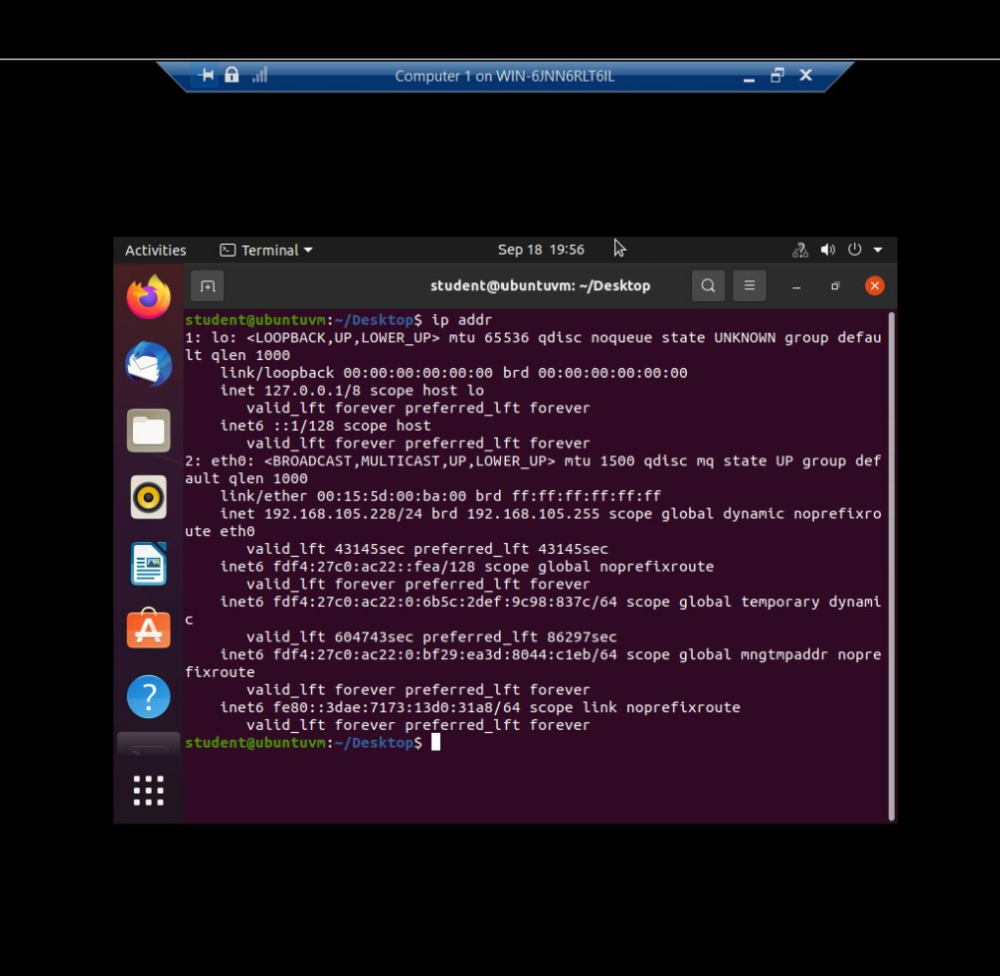 Computer 1 on WIN-6JNN6RLT6IL
Activities Terminal Sep 18 19:56
student@ubuntuvm: ~/Desktop
student@ubuntuvm:~/Desktop$ ip addr
1: lo: <LOOPBACK,UP,LOWER_UP> mtu 65536 qdisc noqueue state UNKNOWN group defau
lt qlen 1000
link/loopback 00:00:00:00:00:00 brd 00:00:00:00:00:00
inet 127.0.0.1/8 scope host lo
valid_lft forever preferred_lft forever
inet6 ::1/128 scope host
valid_lft forever preferred_lft forever
2: eth0: <BROADCAST,MULTICAST,UP,LOWER_UP> mtu 1500 qdisc mq state UP group def
ault qlen 1000
link/ether 00:15:5d:00:ba:00 brd ff:ff:ff:ff:ff:ff
inet 192.168.105.228/24 brd 192.168.105.255 scope global dynamic noprefixro
ute eth0
valid_lft 43145sec preferred_lft 43145sec
inet6 fdf4:27c0:ac22::fea/128 scope global noprefixroute
valid_lft forever preferred_lft forever
inet6 fdf4:27c0:ac22:0:6b5c:2def:9c98:837c/64 scope global temporary dynami
c
valid_lft 604743sec preferred_lft 86297sec
inet6 fdf4:27c0:ac22:0:bf29:ea3d:8044:c1eb/64 scope global mngtmpaddr nopre
fixroute
valid_lft forever preferred_lft forever
inet6 fe80::3dae:7173:13d0:31a8/64 scope link noprefixroute
valid_lft forever preferred_lft forever
student@ubuntuvm:~/Desktop$